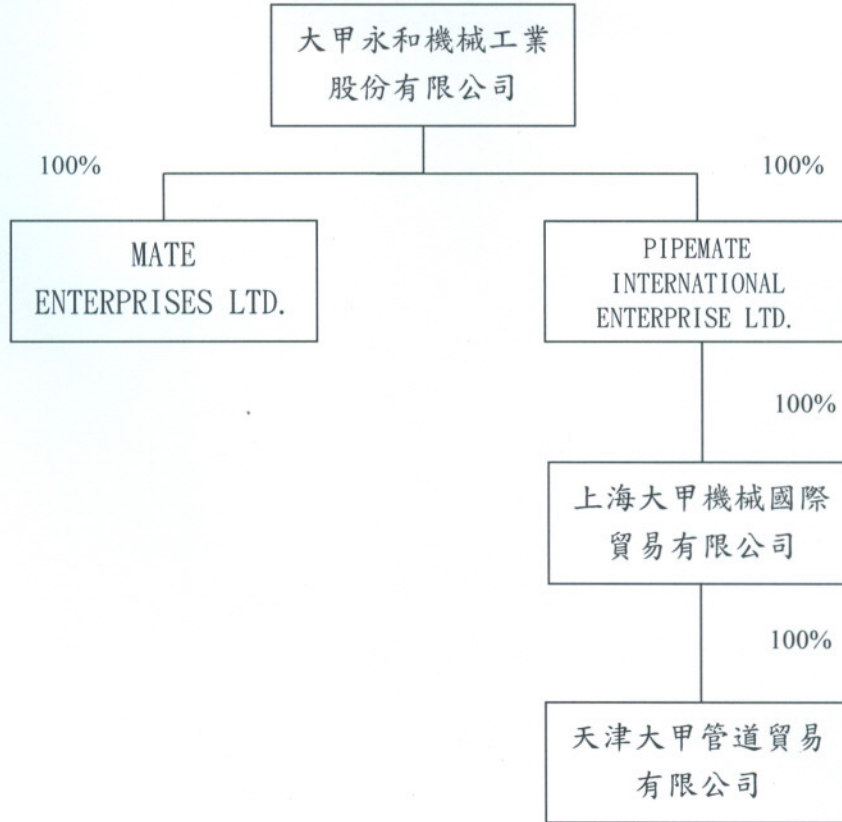 大甲永和機械工業
股份有限公司
100%
100%
MATE
ENTERPRISES LTD.
PIPEMATE
INTERNATIONAL
ENTERPRISE LTD.
100%
上海大甲機械國際
貿易有限公司
100%
天津大甲管道貿易
有限公司